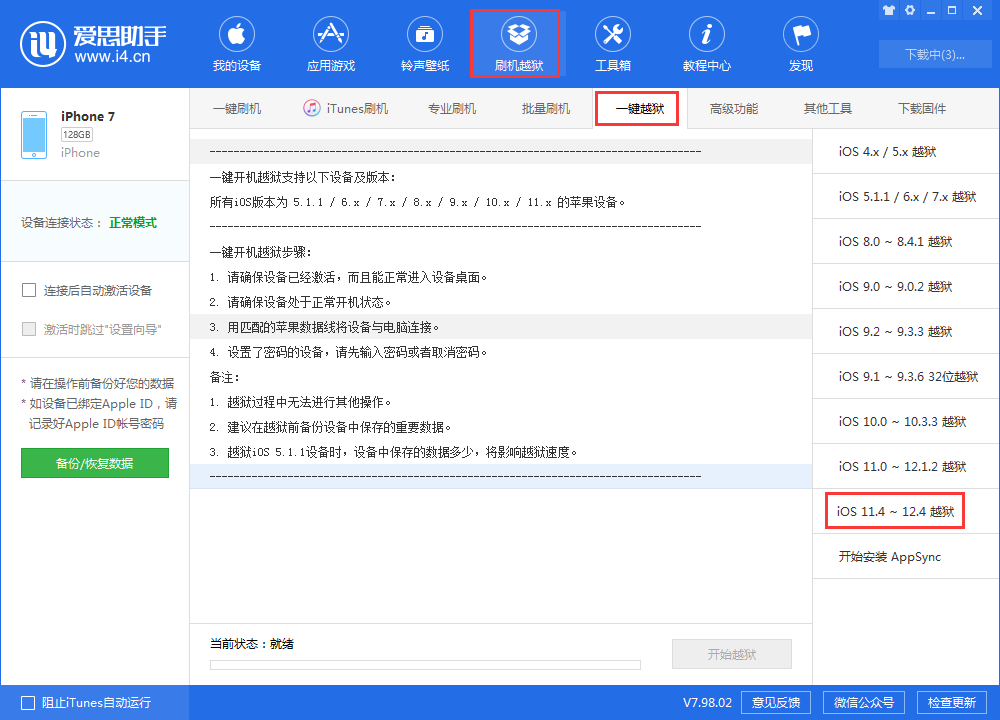 iU 爱思助手
www.i4.cn
我的设备
应用游戏
铃声壁纸
刷机越狱
工具箱
教程中心
发现
下载中(3)...
iPhone 7
128GB
iPhone
设备连接状态： 正常模式
连接后自动激活设备
激活时跳过"设置向导"
* 请在操作前备份好您的数据
* 如设备已绑定Apple ID，请
记录好Apple ID帐号密码
备份/恢复数据
一键刷机
iTunes刷机
专业刷机
批量刷机
一键越狱
高级功能
其他工具
下载固件
-----------------------------------------------------------------------------------
一键开机越狱支持以下设备及版本：
所有iOS版本为 5.1.1 / 6.x / 7.x / 8.x / 9.x / 10.x / 11.x 的苹果设备。
-----------------------------------------------------------------------------------
一键开机越狱步骤：
1. 请确保设备已经激活，而且能正常进入设备桌面。
2. 请确保设备处于正常开机状态。
3. 用匹配的苹果数据线将设备与电脑连接。
4. 设置了密码的设备，请先输入密码或者取消密码。
备注：
1. 越狱过程中无法进行其他操作。
2. 建议在越狱前备份设备中保存的重要数据。
3. 越狱iOS 5.1.1设备时，设备中保存的数据多少，将影响越狱速度。
-----------------------------------------------------------------------------------
iOS 4.x / 5.x 越狱
iOS 5.1.1 / 6.x / 7.x 越狱
iOS 8.0 ~ 8.4.1 越狱
iOS 9.0 ~ 9.0.2 越狱
iOS 9.2 ~ 9.3.3 越狱
iOS 9.1 ~ 9.3.6 32位越狱
iOS 10.0 ~ 10.3.3 越狱
iOS 11.0 ~ 12.1.2 越狱
iOS 11.4 ~ 12.4 越狱
开始安装 AppSync
当前状态：就绪
开始越狱
阻止iTunes自动运行
V7.98.02
意见反馈
微信公众号
检查更新